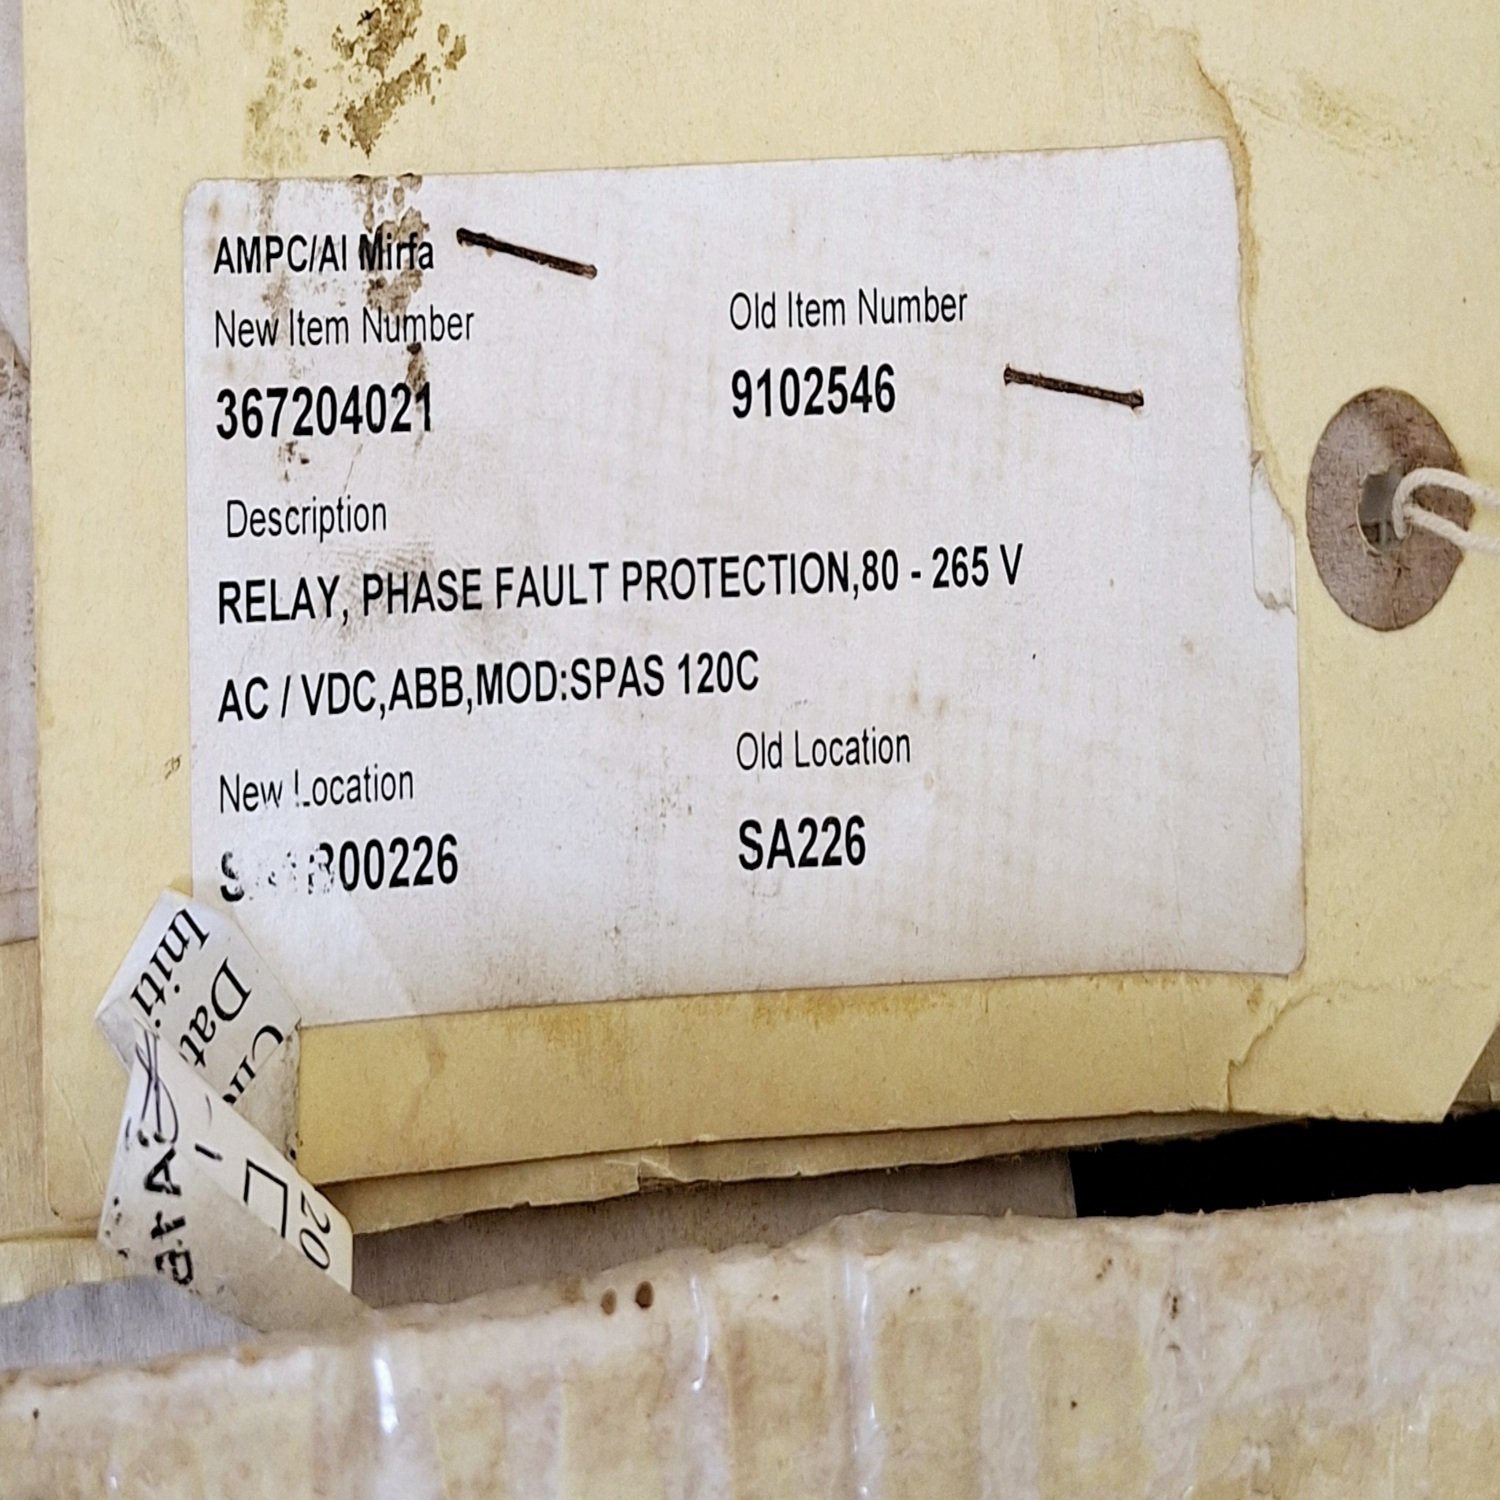 AMPC/Al Mirfa
New Item Number Old Item Number
367204021 9102546
Description
RELAY, PHASE FAULT PROTECTION,80 - 265 V
AC / VDC,ABB,MOD:SPAS 120C
New Location Old Location
SA226
20